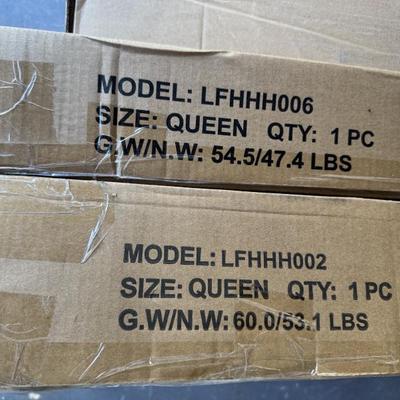 MODEL: LFHHH006
SIZE: QUEEN QTY: 1 PC
G.W/N.W: 54.5/47.4 LBS
MODEL: LFHHH002
SIZE: QUEEN QTY: 1 PC
G.W/N.W: 60.0/53.1 LBS